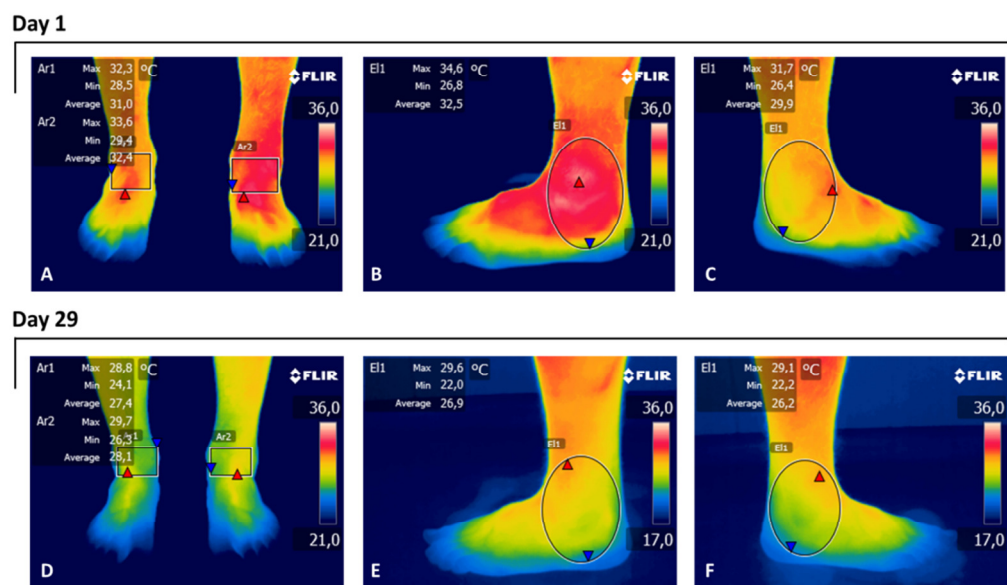 Day 1
Ar1 Max 32,3 °C
Min 28,5
Average 31,0
Ar2 Max 33,6
Min 29,4
Average 32,4
Ar2
FLIR
36,0
21,0
A
El1 Max 34,6 °C
Min 26,8
Average 32,5
El1
FLIR
36,0
21,0
B
El1 Max 31,7 °C
Min 26,4
Average 29,9
El1
FLIR
36,0
21,0
C
Day 29
Ar1 Max 28,8 °C
Min 24,1
Average 27,4
Ar2 Max 29,7
Min 26,3
Average 28,1
Ar2
FLIR
36,0
21,0
D
El1 Max 29,6 °C
Min 22,0
Average 26,9
El1
FLIR
36,0
17,0
E
El1 Max 29,1 °C
Min 22,2
Average 26,2
El1
FLIR
36,0
17,0
F